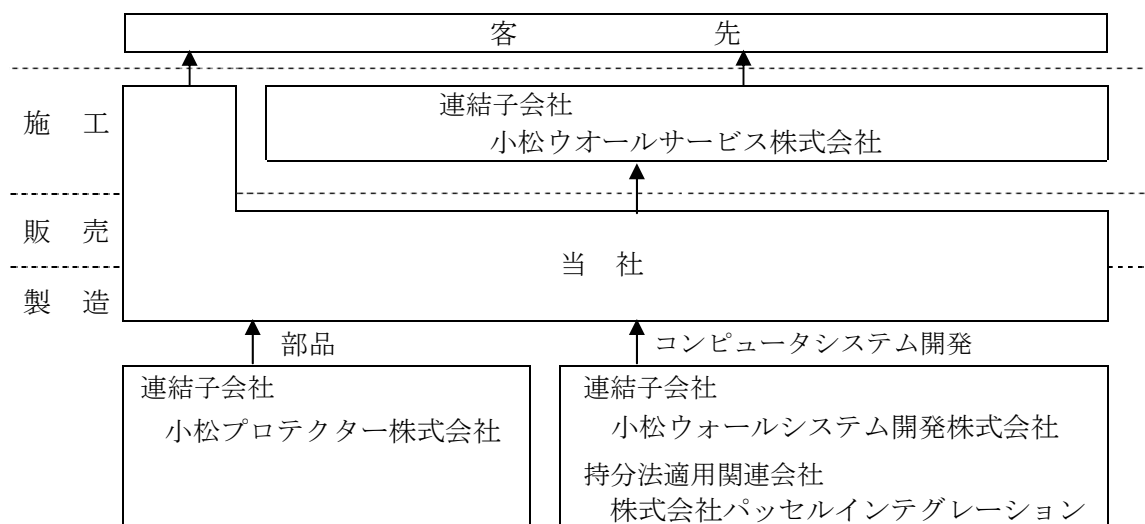 客　　　　先
連結子会社
施　工
小松ウオールサービス株式会社
販　売
当　社
製　造
部品
コンピュータシステム開発
連結子会社
小松プロテクター株式会社
連結子会社
小松ウォールシステム開発株式会社
持分法適用関連会社
株式会社パッセルインテグレーション